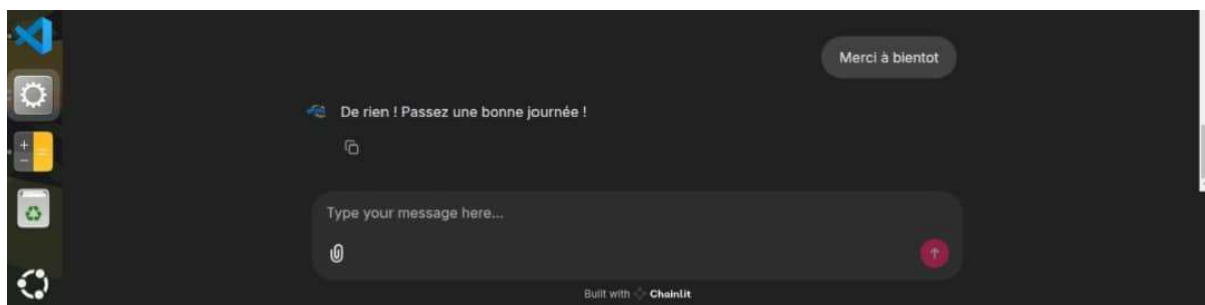 Merci à bientot
De rien ! Passez une bonne journée !
Type your message here...
Built with Chainlit